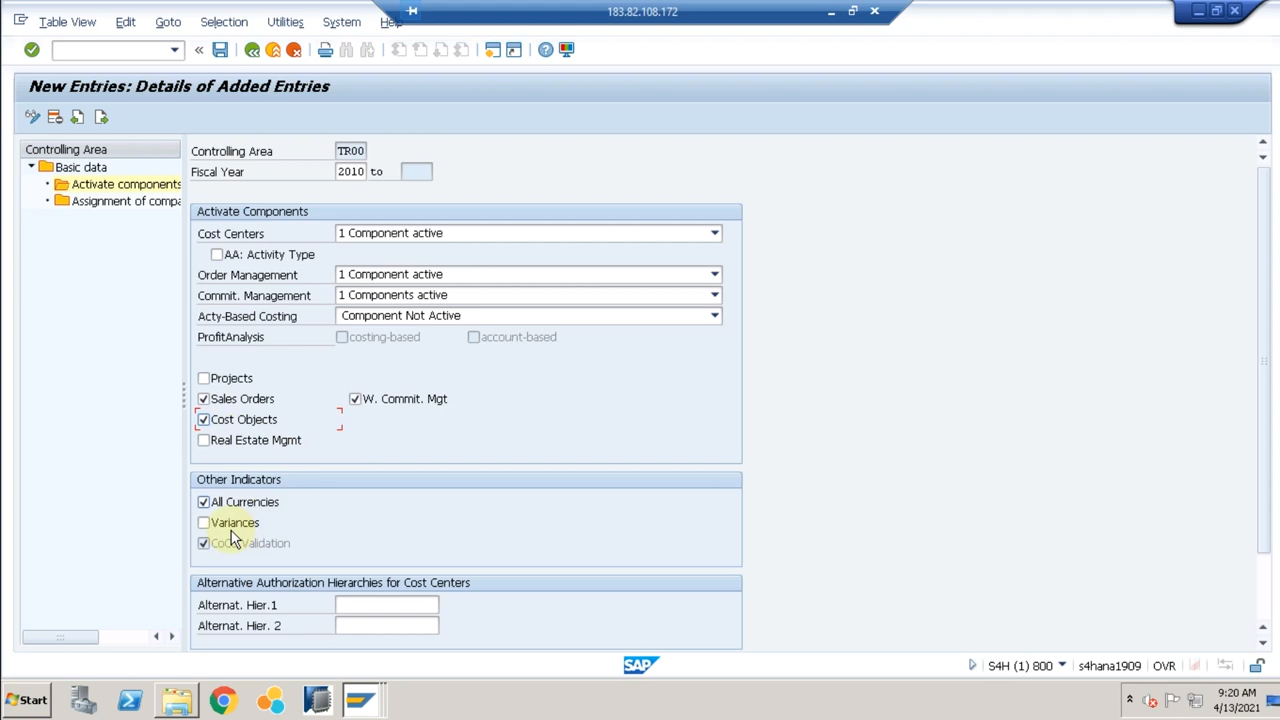 183.82.108.172
Table View Edit Goto Selection Utilities System Help
New Entries: Details of Added Entries
Controlling Area
Basic data
Activate components
Assignment of compa
Controlling Area TR00
Fiscal Year 2010 to
Activate Components
Cost Centers 1 Component active
AA: Activity Type
Order Management 1 Component active
Commit. Management 1 Components active
Acty-Based Costing Component Not Active
ProfitAnalysis costing-based account-based
Projects
Sales Orders W. Commit. Mgt
Cost Objects
Real Estate Mgmt
Other Indicators
All Currencies
Variances
CoCd Validation
Alternative Authorization Hierarchies for Cost Centers
Alternat. Hier.1
Alternat. Hier. 2
SAP
S4H (1) 800 s4hana1909 OVR
Start
9:20 AM
4/13/2021